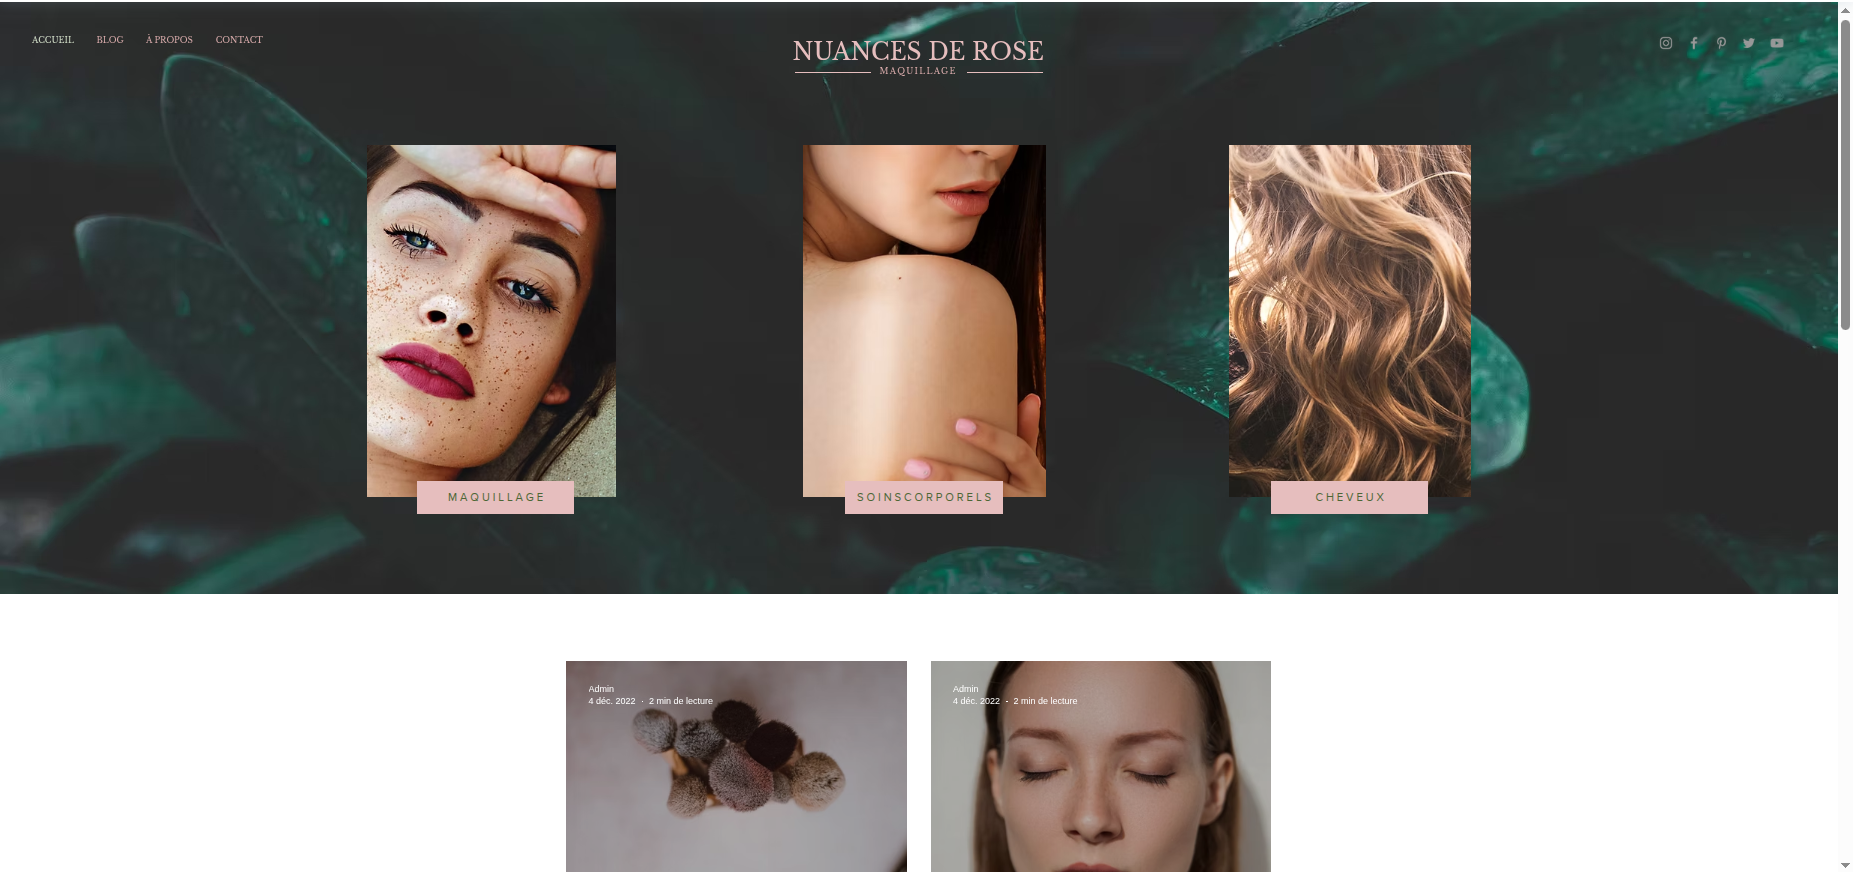 ACCUEIL BLOG À PROPOS CONTACT
NUANCES DE ROSE
MAQUILLAGE
MAQUILLAGE
SOINSCORPORELS
CHEVEUX
Admin
4 déc. 2022 · 2 min de lecture
Admin
4 déc. 2022 · 2 min de lecture